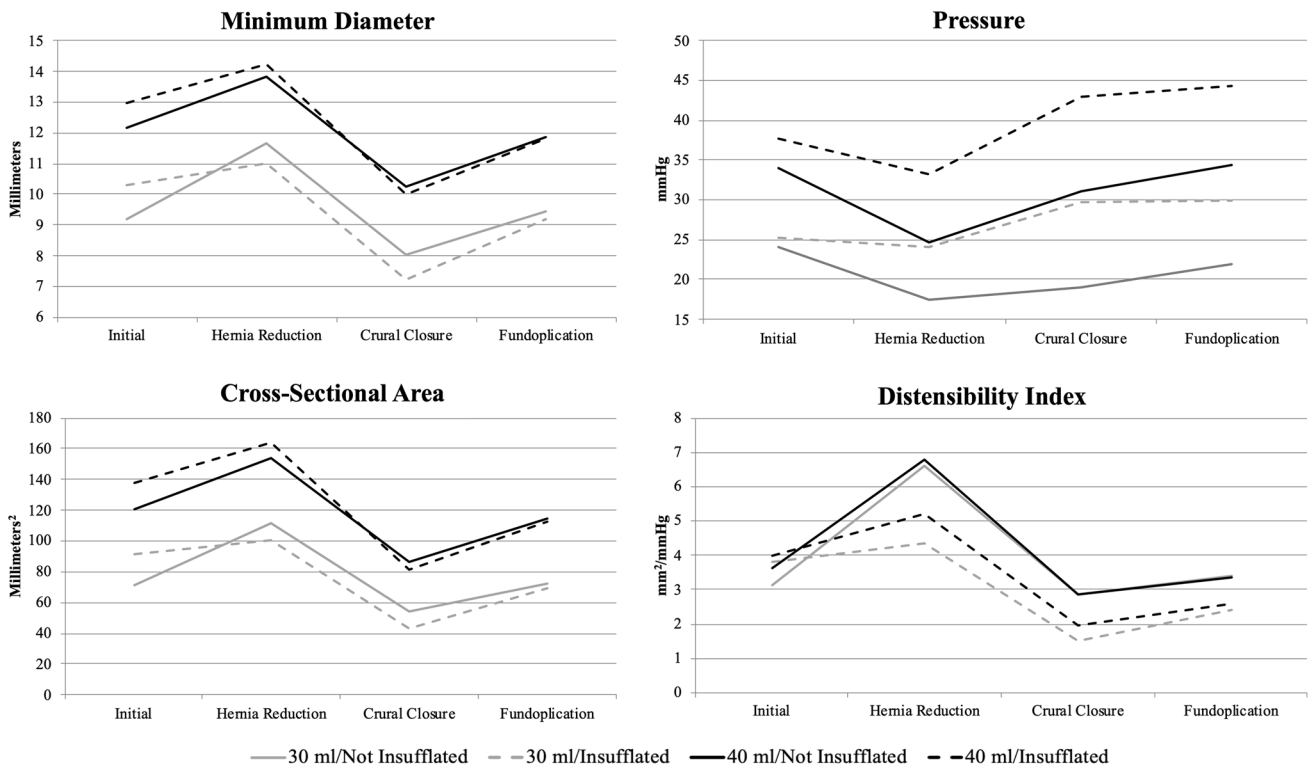 Minimum Diameter
Millimeters
15
14
13
12
11
10
9
8
7
6
Initial Hernia Reduction Crural Closure Fundoplication
Pressure
mmHg
50
45
40
35
30
25
20
15
Initial Hernia Reduction Crural Closure Fundoplication
Cross-Sectional Area
Millimeters²
180
160
140
120
100
80
60
40
20
0
Initial Hernia Reduction Crural Closure Fundoplication
Distensibility Index
mm²/mmHg
8
7
6
5
4
3
2
1
0
Initial Hernia Reduction Crural Closure Fundoplication
30 ml/Not Insufflated 30 ml/Insufflated 40 ml/Not Insufflated 40 ml/Insufflated